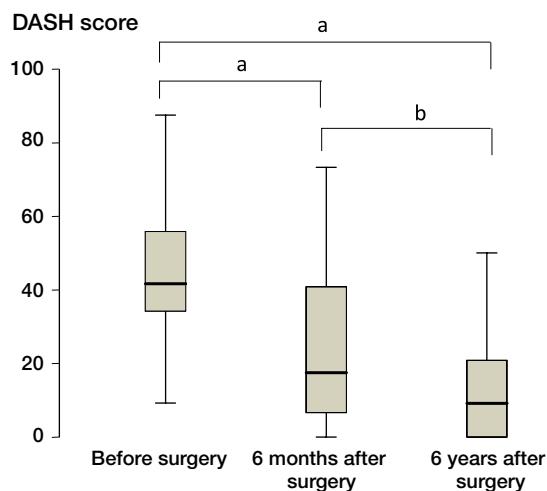 DASH score
a
a
b
100
80
60
40
20
0
Before surgery
6 months after
surgery
6 years after
surgery